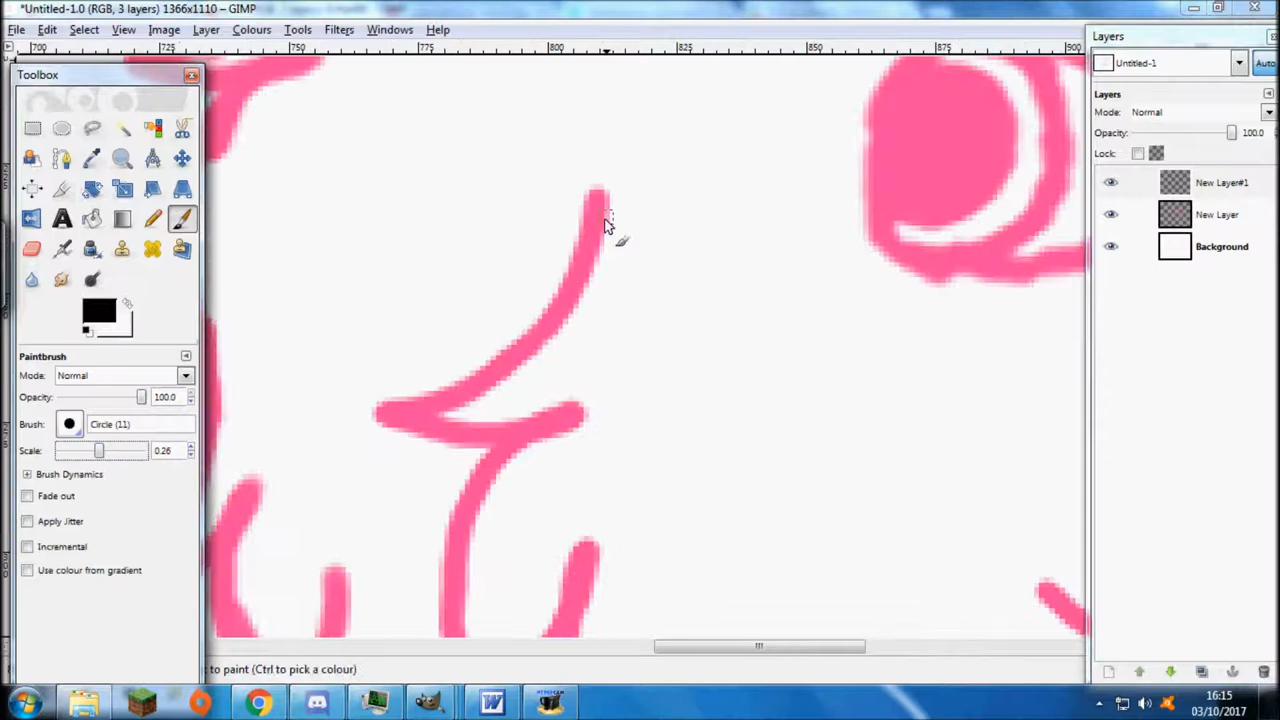 *Untitled-1.0 (RGB, 3 layers) 1366x1110 – GIMP
File Edit Select View Image Layer Colours Tools Filters Windows Help
700 725 750 775 800 825 850 875 900
Toolbox
Paintbrush
Mode: Normal
Opacity: 100.0
Brush: Circle (11)
Scale: 0.26
Brush Dynamics
Fade out
Apply Jitter
Incremental
Use colour from gradient
to paint (Ctrl to pick a colour)
Layers
Untitled-1 Auto
Layers
Mode: Normal
Opacity: 100.0
Lock:
New Layer#1
New Layer
Background
16:15
03/10/2017